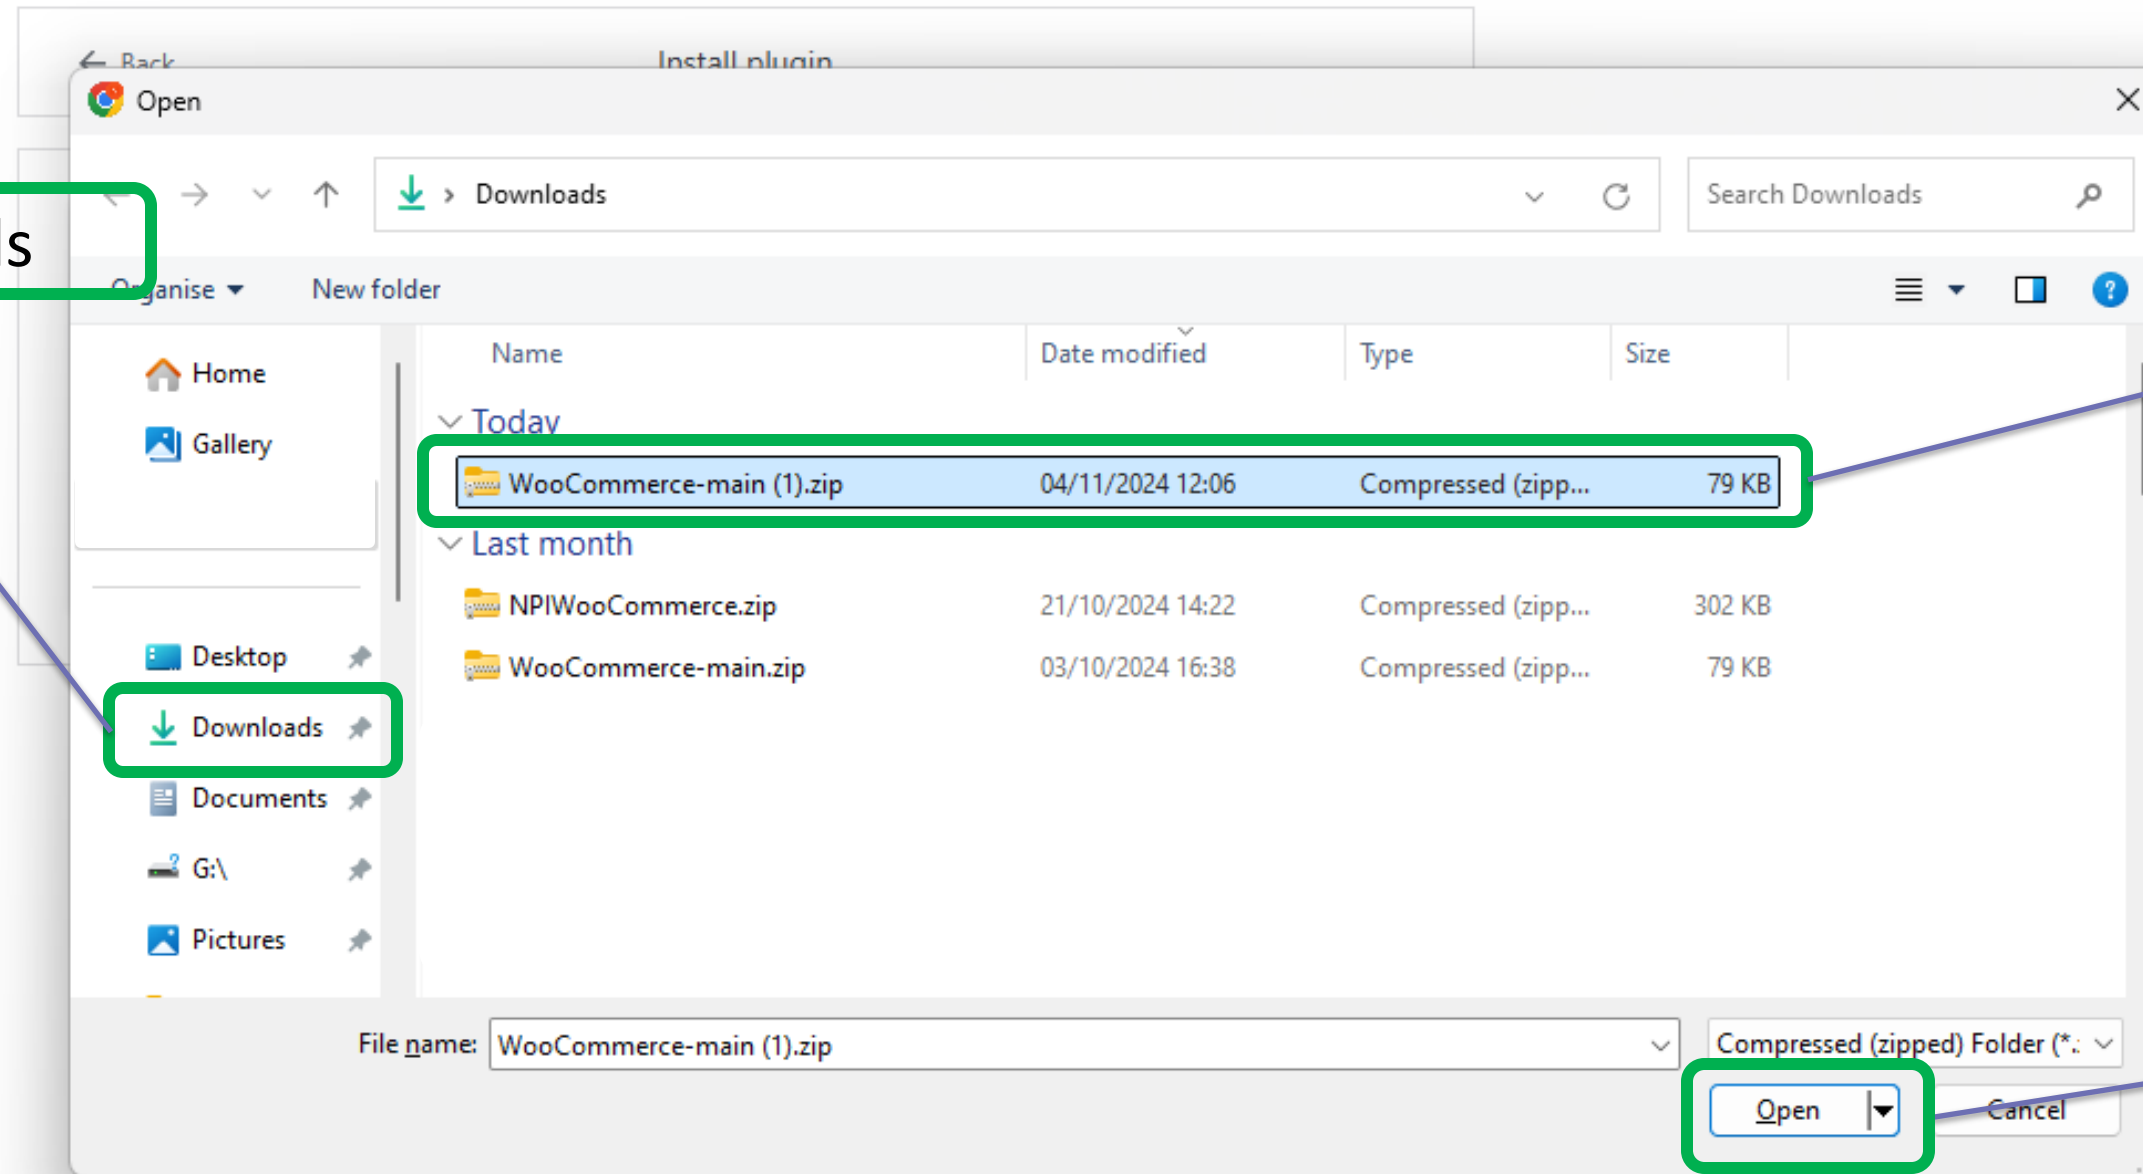 Back Install plugin
Open
Downloads Search Downloads
ls
Organise New folder
Name Date modified Type Size
Home
Gallery
Today
WooCommerce-main (1).zip 04/11/2024 12:06 Compressed (zipp... 79 KB
Last month
NPIWooCommerce.zip 21/10/2024 14:22 Compressed (zipp... 302 KB
WooCommerce-main.zip 03/10/2024 16:38 Compressed (zipp... 79 KB
Desktop
Downloads
Documents
G:\
Pictures
File name: WooCommerce-main (1).zip Compressed (zipped) Folder (*.
Open Cancel